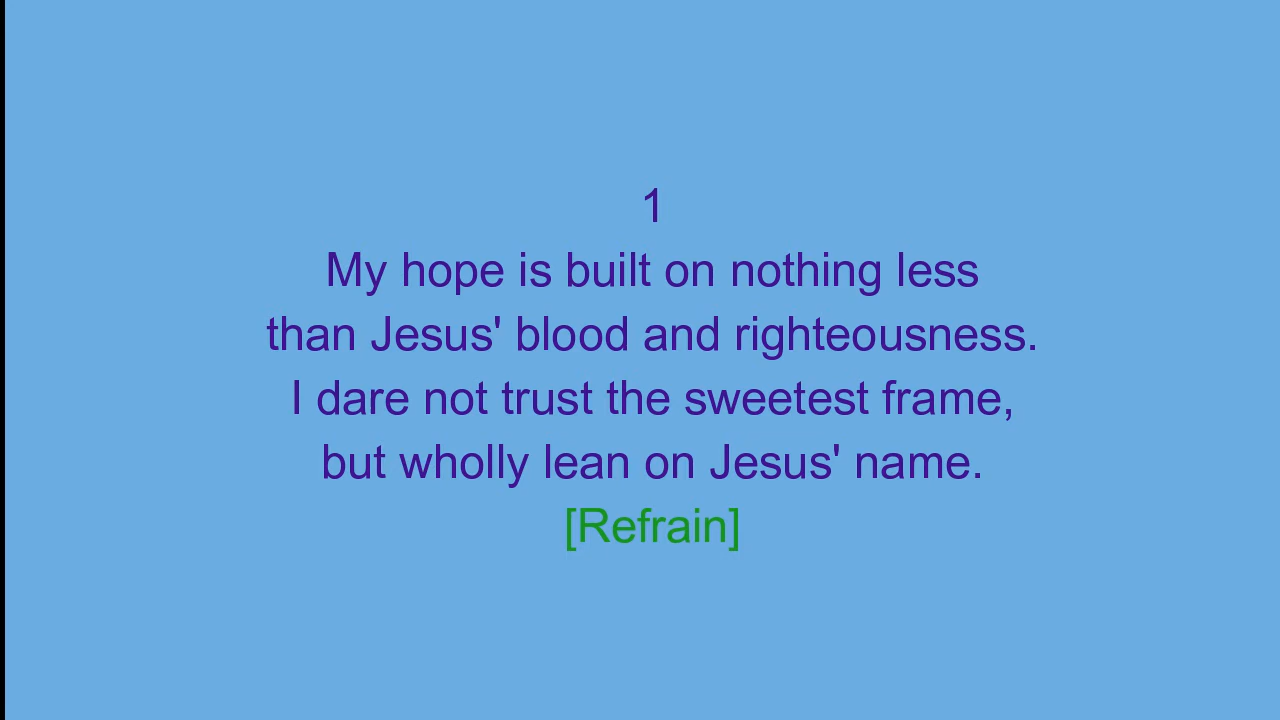 1
My hope is built on nothing less
than Jesus' blood and righteousness.
I dare not trust the sweetest frame,
but wholly lean on Jesus' name.
[Refrain]